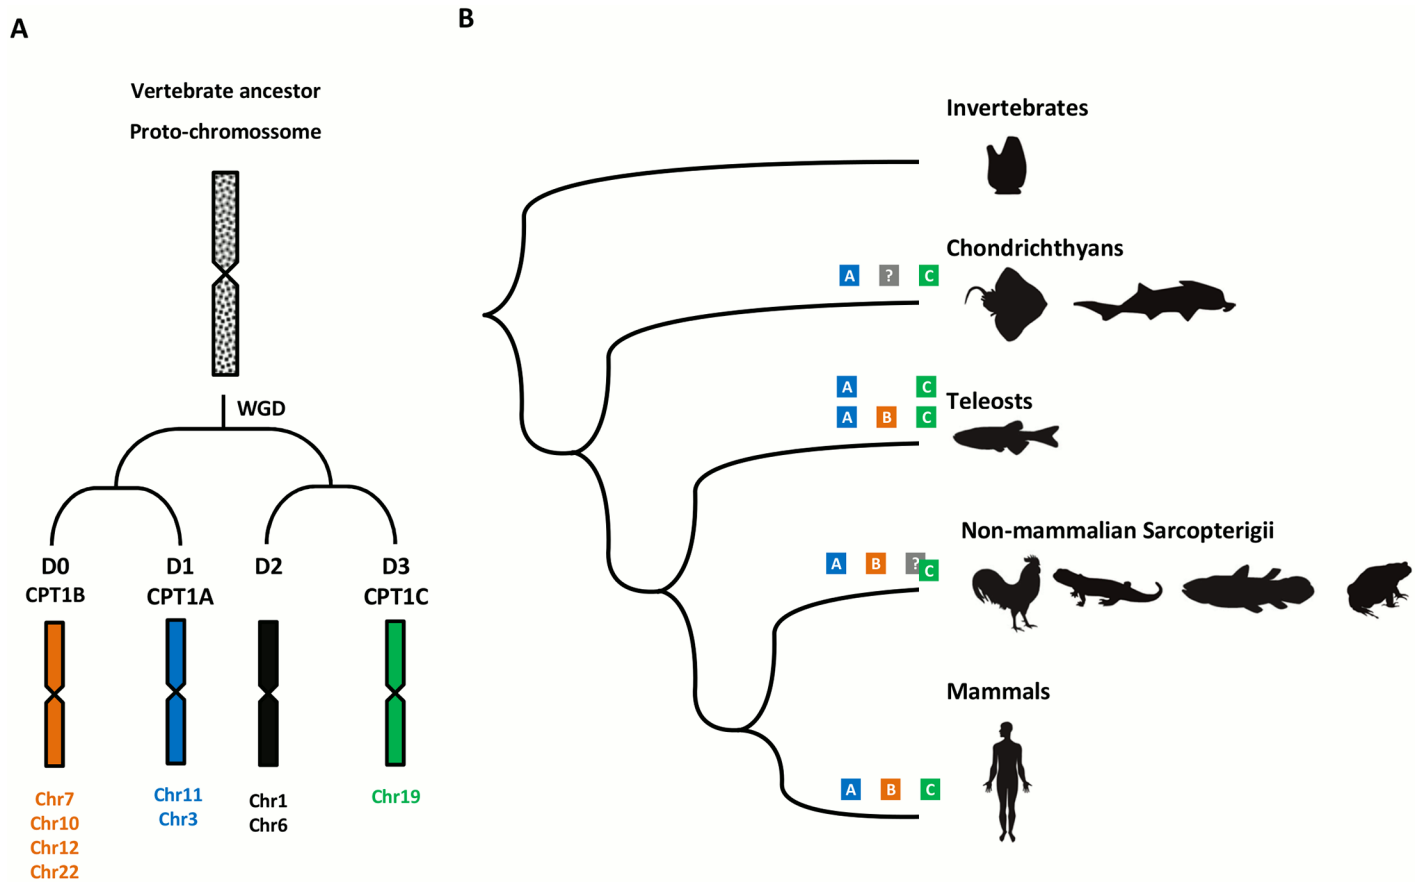 A
Vertebrate ancestor
Proto-chromossome
WGD
D0
D1
D2
D3
CPT1B
CPT1A
CPT1C
Chr7
Chr10
Chr12
Chr22
Chr11
Chr3
Chr1
Chr6
Chr19
B
Invertebrates
Chondrichthyans
A ? C
Teleosts
A C
A B C
Non-mammalian Sarcopterigii
A B ? C
Mammals
A B C